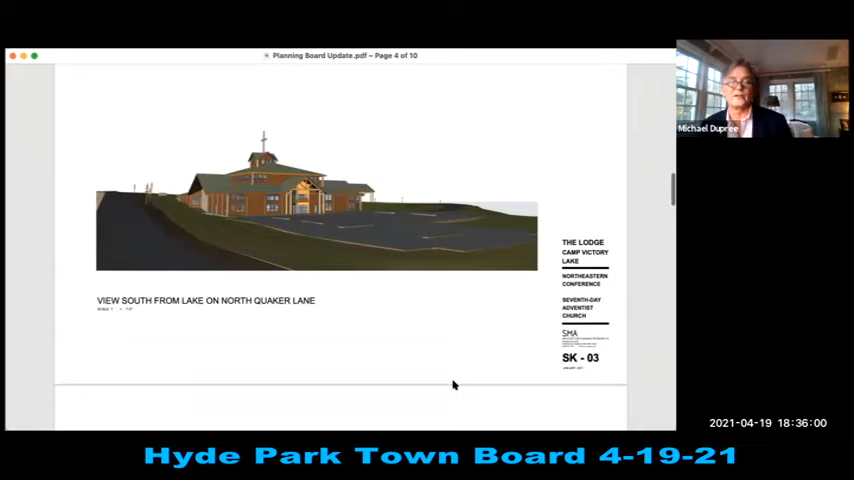 Planning Board Update.pdf – Page 4 of 10
Michael Dupree
THE LODGE
CAMP VICTORY
LAKE
NORTHEASTERN
CONFERENCE
SEVENTH-DAY
ADVENTIST
CHURCH
VIEW SOUTH FROM LAKE ON NORTH QUAKER LANE
SMA
SK - 03
2021-04-19 18:36:00
Hyde Park Town Board 4-19-21